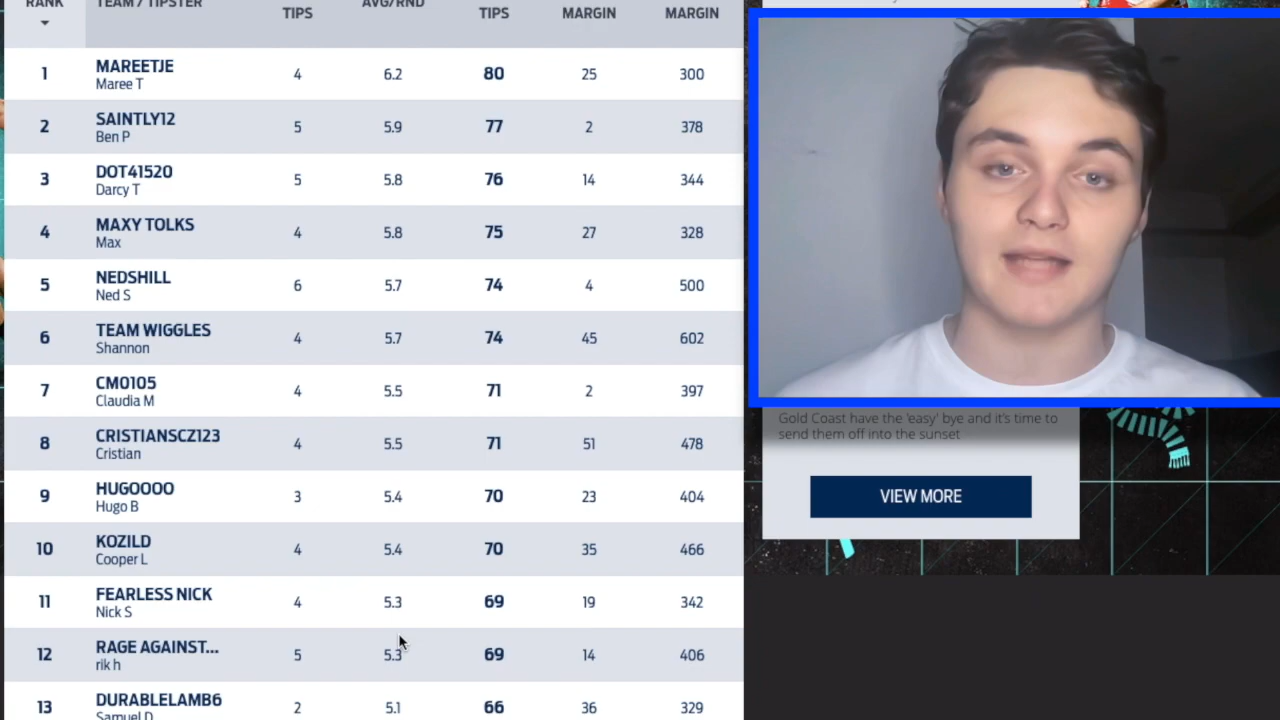 RANK TEAM / TIPSTER TIPS AVG/RND TIPS MARGIN MARGIN
1 MAREETJE 4 6.2 80 25 300
Maree T
2 SAINTLY12 5 5.9 77 2 378
Ben P
3 DOT41520 5 5.8 76 14 344
Darcy T
4 MAXY TOLKS 4 5.8 75 27 328
Max
5 NEDSHILL 6 5.7 74 4 500
Ned S
6 TEAM WIGGLES 4 5.7 74 45 602
Shannon
7 CM0105 4 5.5 71 2 397
Claudia M
8 CRISTIANSCZ123 4 5.5 71 51 478
Cristian
9 HUGOOOO 3 5.4 70 23 404
Hugo B
10 KOZILD 4 5.4 70 35 466
Cooper L
11 FEARLESS NICK 4 5.3 69 19 342
Nick S
12 RAGE AGAINST... 5 5.3 69 14 406
rik h
13 DURABLELAMB6 2 5.1 66 36 329
Samuel D
Gold Coast have the 'easy' bye and it's time to
send them off into the sunset
VIEW MORE